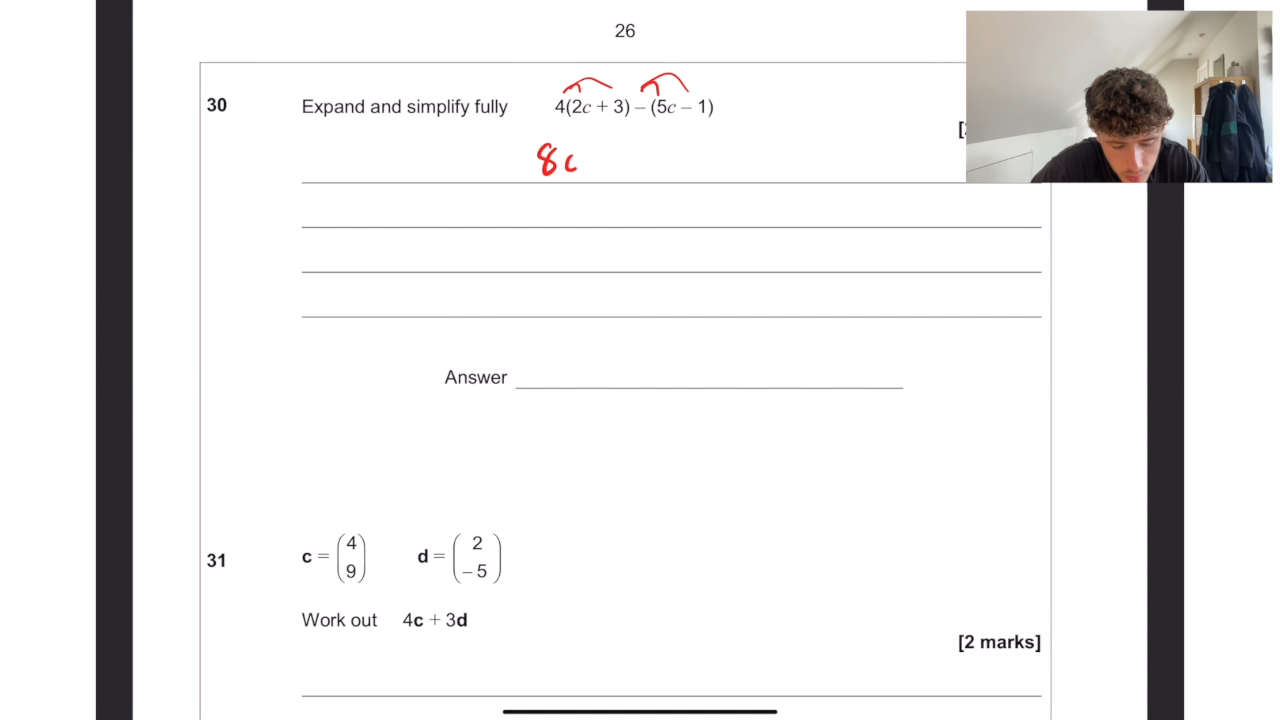 26
30 Expand and simplify fully 4(2c + 3) – (5c – 1)
[
8c
Answer
31 c = (4 9) d = (2 –5)
Work out 4c + 3d
[2 marks]